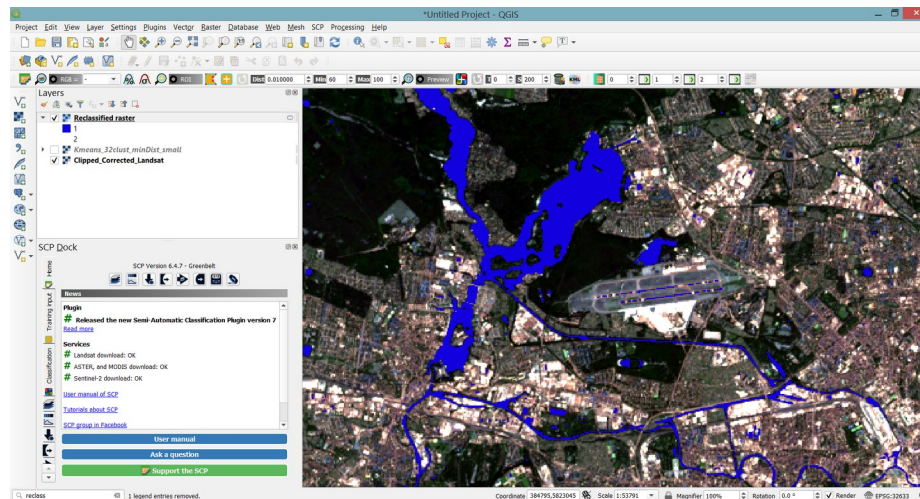 *Untitled Project - QGIS
Project Edit View Layer Settings Plugins Vector Raster Database Web Mesh SCP Processing Help
RGB = - ROI Dist 0.010000 Min 60 Max 100 Preview T 0 S 200 KML 0 1 2
Layers
Reclassified raster
1
2
Kmeans_32clust_minDist_small
Clipped_Corrected_Landsat
SCP Dock
Home
Training input
Classification
SCP Version 6.4.7 - Greenbelt
News
Plugin
# Released the new Semi-Automatic Classification Plugin version 7
Read more
Services
# Landsat download: OK
# ASTER, and MODIS download: OK
# Sentinel-2 download: OK
User manual of SCP
Tutorials about SCP
SCP group in Facebook
User manual
Ask a question
Support the SCP
reclass 1 legend entries removed. Coordinate 384795,5823045 Scale 1:53791 Magnifier 100% Rotation 0.0 ° Render EPSG:32633